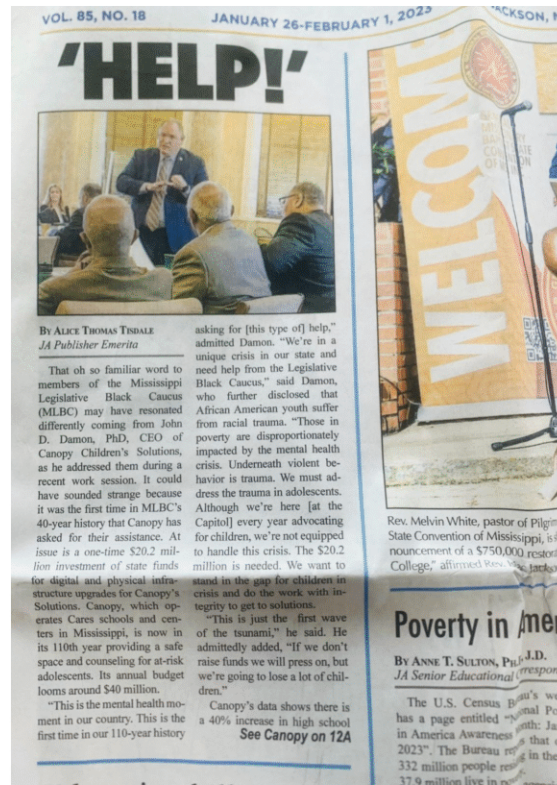 VOL. 85, NO. 18
JANUARY 26-FEBRUARY 1, 2023
'HELP!'
BY ALICE THOMAS TISDALE
JA Publisher Emerita
That oh so familiar word to
members of the Mississippi
Legislative Black Caucus
(MLBC) may have resonated
differently coming from John
D. Damon, PhD, CEO of
Canopy Children's Solutions,
as he addressed them during a
recent work session. It could
have sounded strange because
it was the first time in MLBC's
40-year history that Canopy has
asked for their assistance. At
issue is a one-time $20.2 mil-
lion investment of state funds
for digital and physical infra-
structure upgrades for Canopy's
Solutions. Canopy, which op-
erates Cares schools and cen-
ters in Mississippi, is now in
its 110th year providing a safe
space and counseling for at-risk
adolescents. Its annual budget
looms around $40 million.
"This is the mental health mo-
ment in our country. This is the
first time in our 110-year history
asking for [this type of] help,"
admitted Damon. "We're in a
unique crisis in our state and
need help from the Legislative
Black Caucus," said Damon,
who further disclosed that
African American youth suffer
from racial trauma. "Those in
poverty are disproportionately
impacted by the mental health
crisis. Underneath violent be-
havior is trauma. We must ad-
dress the trauma in adolescents.
Although we're here [at the
Capitol] every year advocating
for children, we're not equipped
to handle this crisis. The $20.2
million is needed. We want to
stand in the gap for children in
crisis and do the work with in-
tegrity to get to solutions.
"This is just the first wave
of the tsunami," he said. He
admittedly added, "If we don't
raise funds we will press on, but
we're going to lose a lot of chil-
dren."
Canopy's data shows there is
a 40% increase in high school
See Canopy on 12A
WELCOME
Rev. Melvin White, pastor of
State Convention of Mississippi,
of a $750,000
College," affirmed Rev.
Poverty in
BY ANNE T. SULTON,
J.D.
JA Senior Educational
The U.S. Census
has a page entitled
in America Awareness
2023". The Bureau
332 million people
37.9 million live in